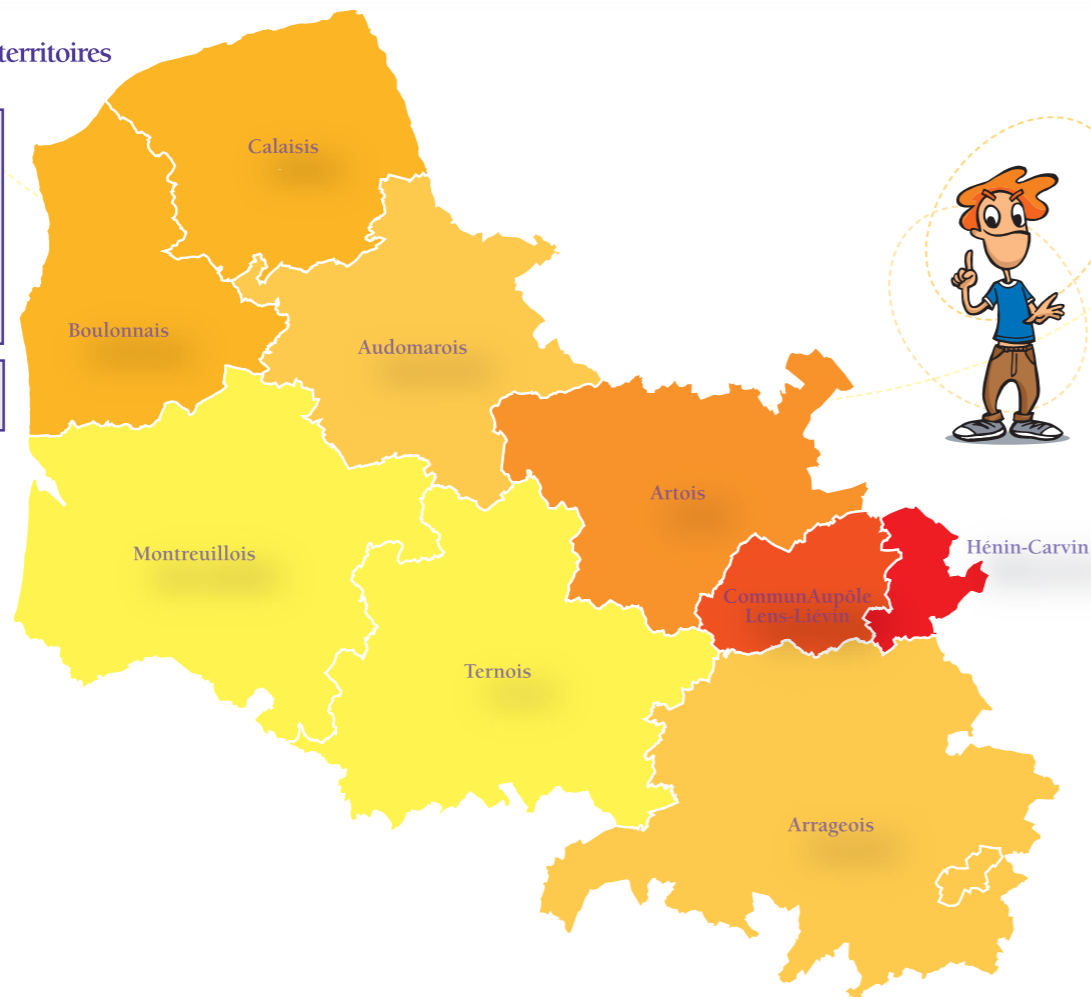 territoires
Calaisis
Boulonnais
Audomarois
Artois
Montreuillois
Hénin-Carvin
CommunAupôle
Lens-Liévin
Ternois
Arrageois